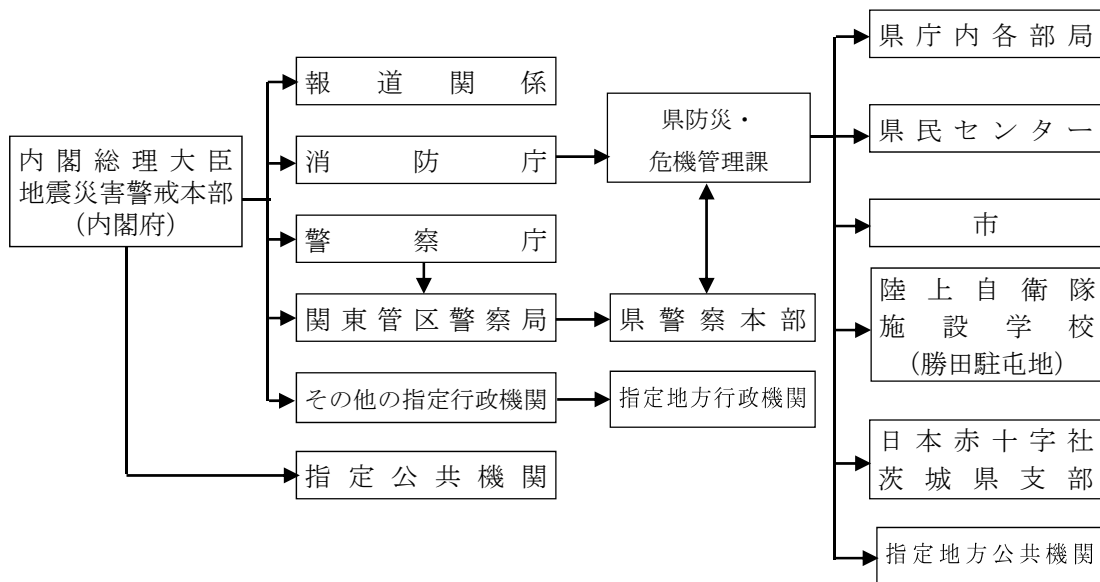 内閣総理大臣
地震災害警戒本部
(内閣府)
報道関係
消防庁
警察庁
関東管区警察局
その他の指定行政機関
指定公共機関
県防災・
危機管理課
県警察本部
指定地方行政機関
県庁内各部局
県民センター
市
陸上自衛隊
施設学校
(勝田駐屯地)
日本赤十字社
茨城県支部
指定地方公共機関